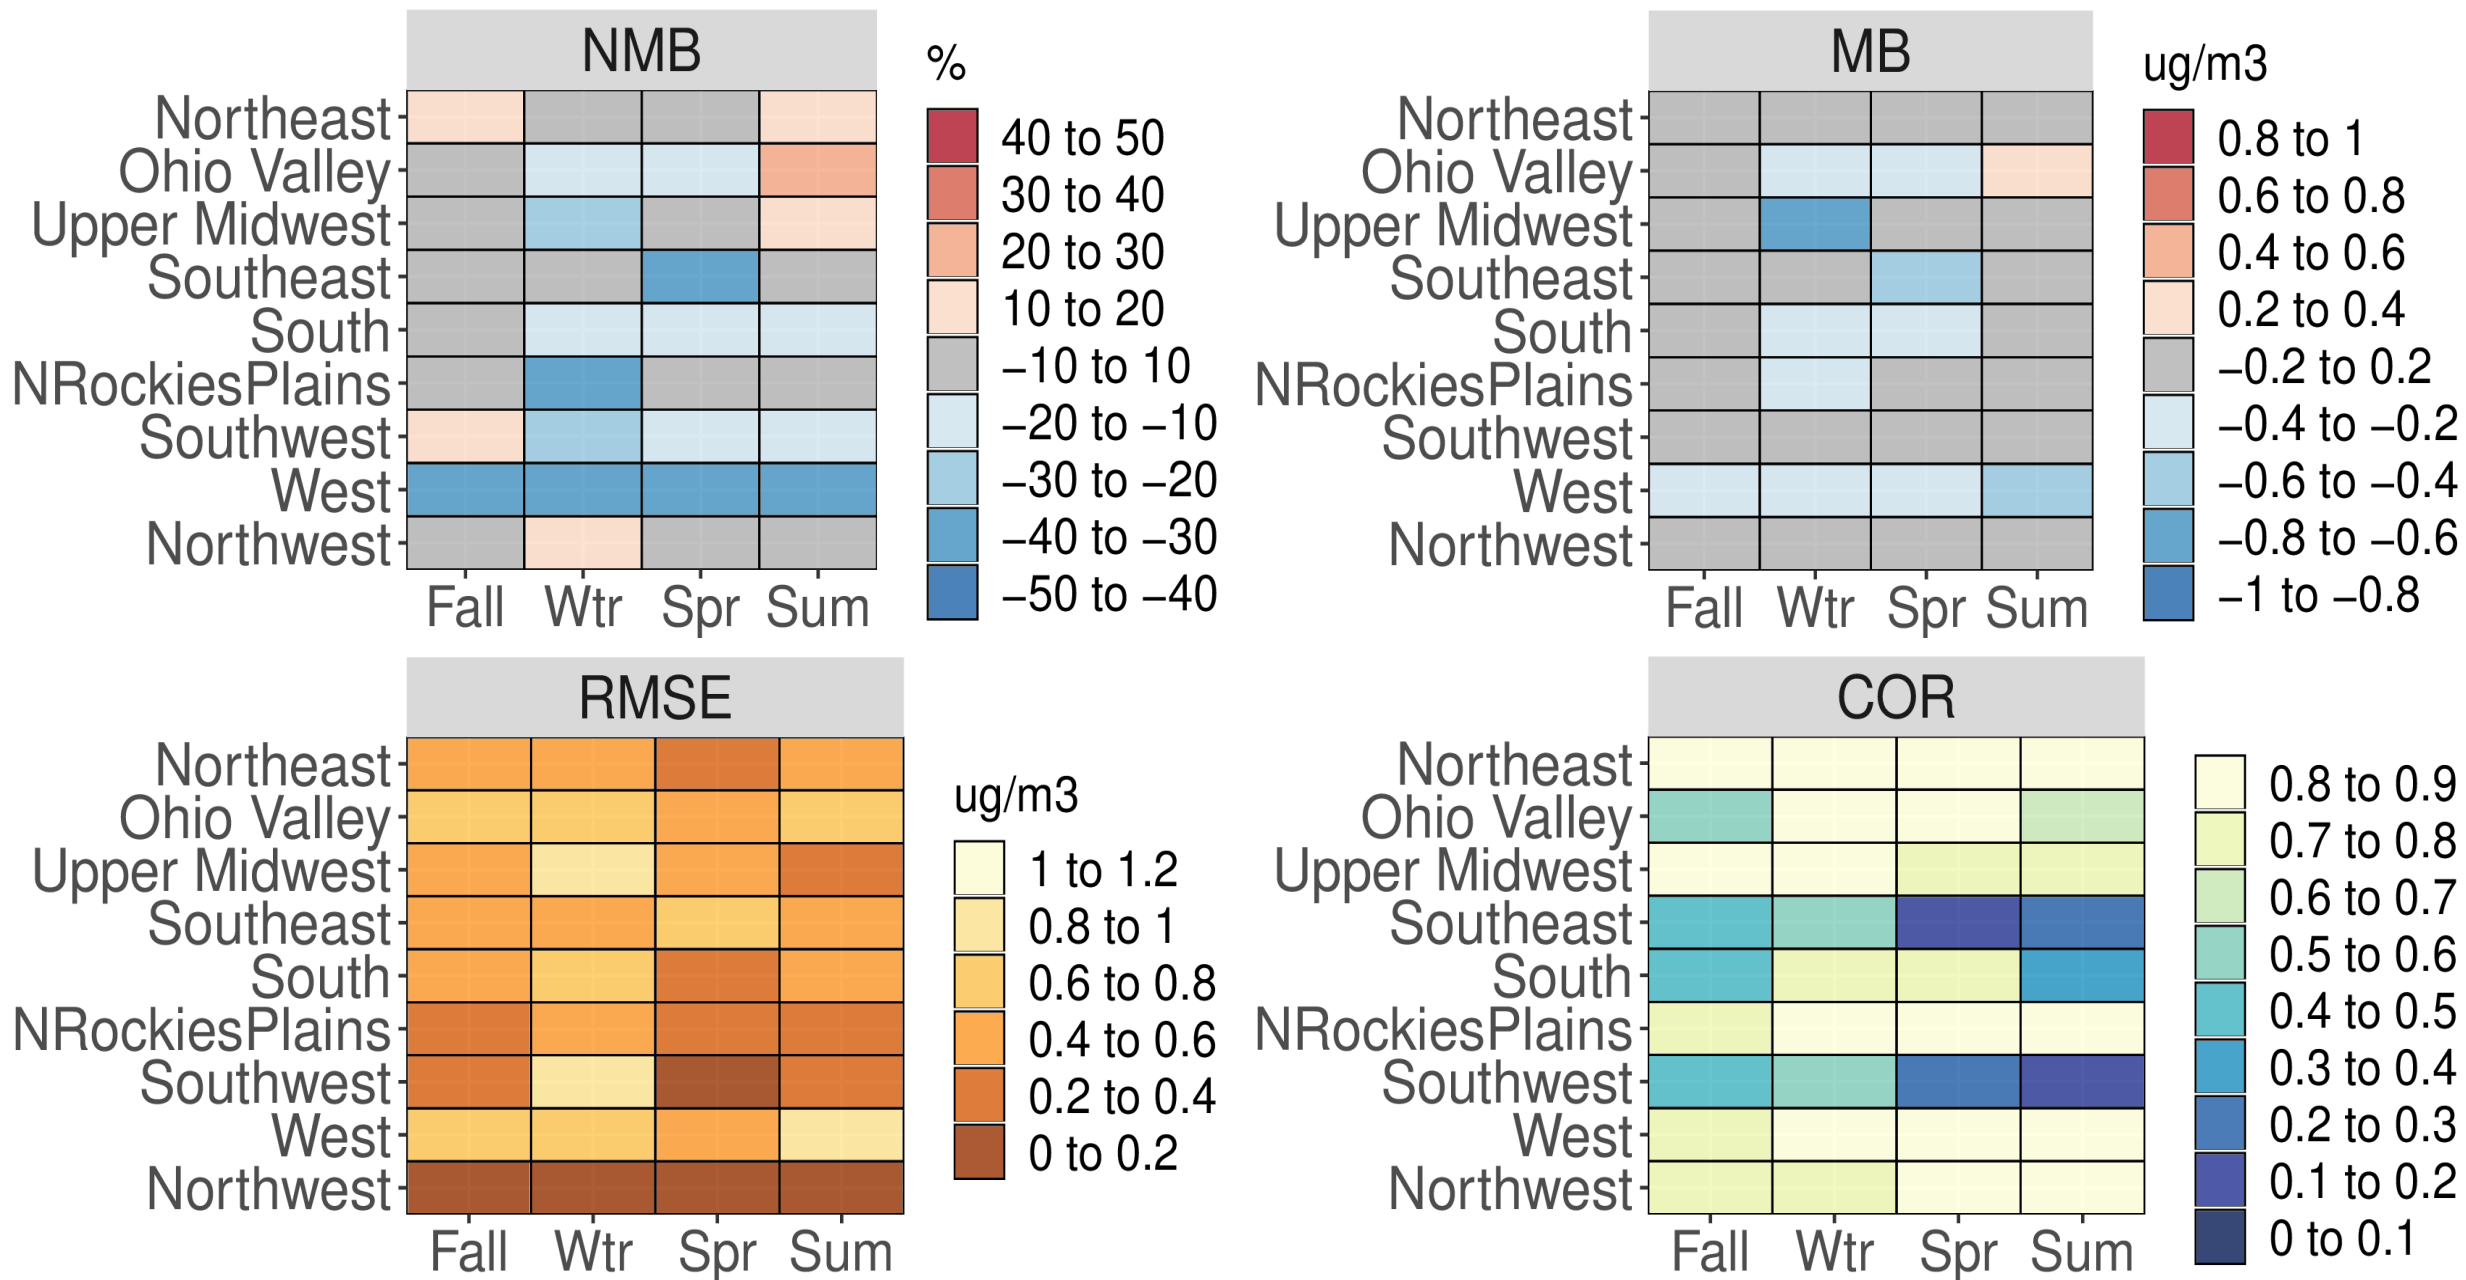 NMB
%
Northeast
Ohio Valley
Upper Midwest
Southeast
South
NRockiesPlains
Southwest
West
Northwest
Fall Wtr Spr Sum
40 to 50
30 to 40
20 to 30
10 to 20
−10 to 10
−20 to −10
−30 to −20
−40 to −30
−50 to −40
MB
ug/m3
Northeast
Ohio Valley
Upper Midwest
Southeast
South
NRockiesPlains
Southwest
West
Northwest
Fall Wtr Spr Sum
0.8 to 1
0.6 to 0.8
0.4 to 0.6
0.2 to 0.4
−0.2 to 0.2
−0.4 to −0.2
−0.6 to −0.4
−0.8 to −0.6
−1 to −0.8
RMSE
Northeast
Ohio Valley
Upper Midwest
Southeast
South
NRockiesPlains
Southwest
West
Northwest
Fall Wtr Spr Sum
ug/m3
1 to 1.2
0.8 to 1
0.6 to 0.8
0.4 to 0.6
0.2 to 0.4
0 to 0.2
COR
Northeast
Ohio Valley
Upper Midwest
Southeast
South
NRockiesPlains
Southwest
West
Northwest
Fall Wtr Spr Sum
0.8 to 0.9
0.7 to 0.8
0.6 to 0.7
0.5 to 0.6
0.4 to 0.5
0.3 to 0.4
0.2 to 0.3
0.1 to 0.2
0 to 0.1